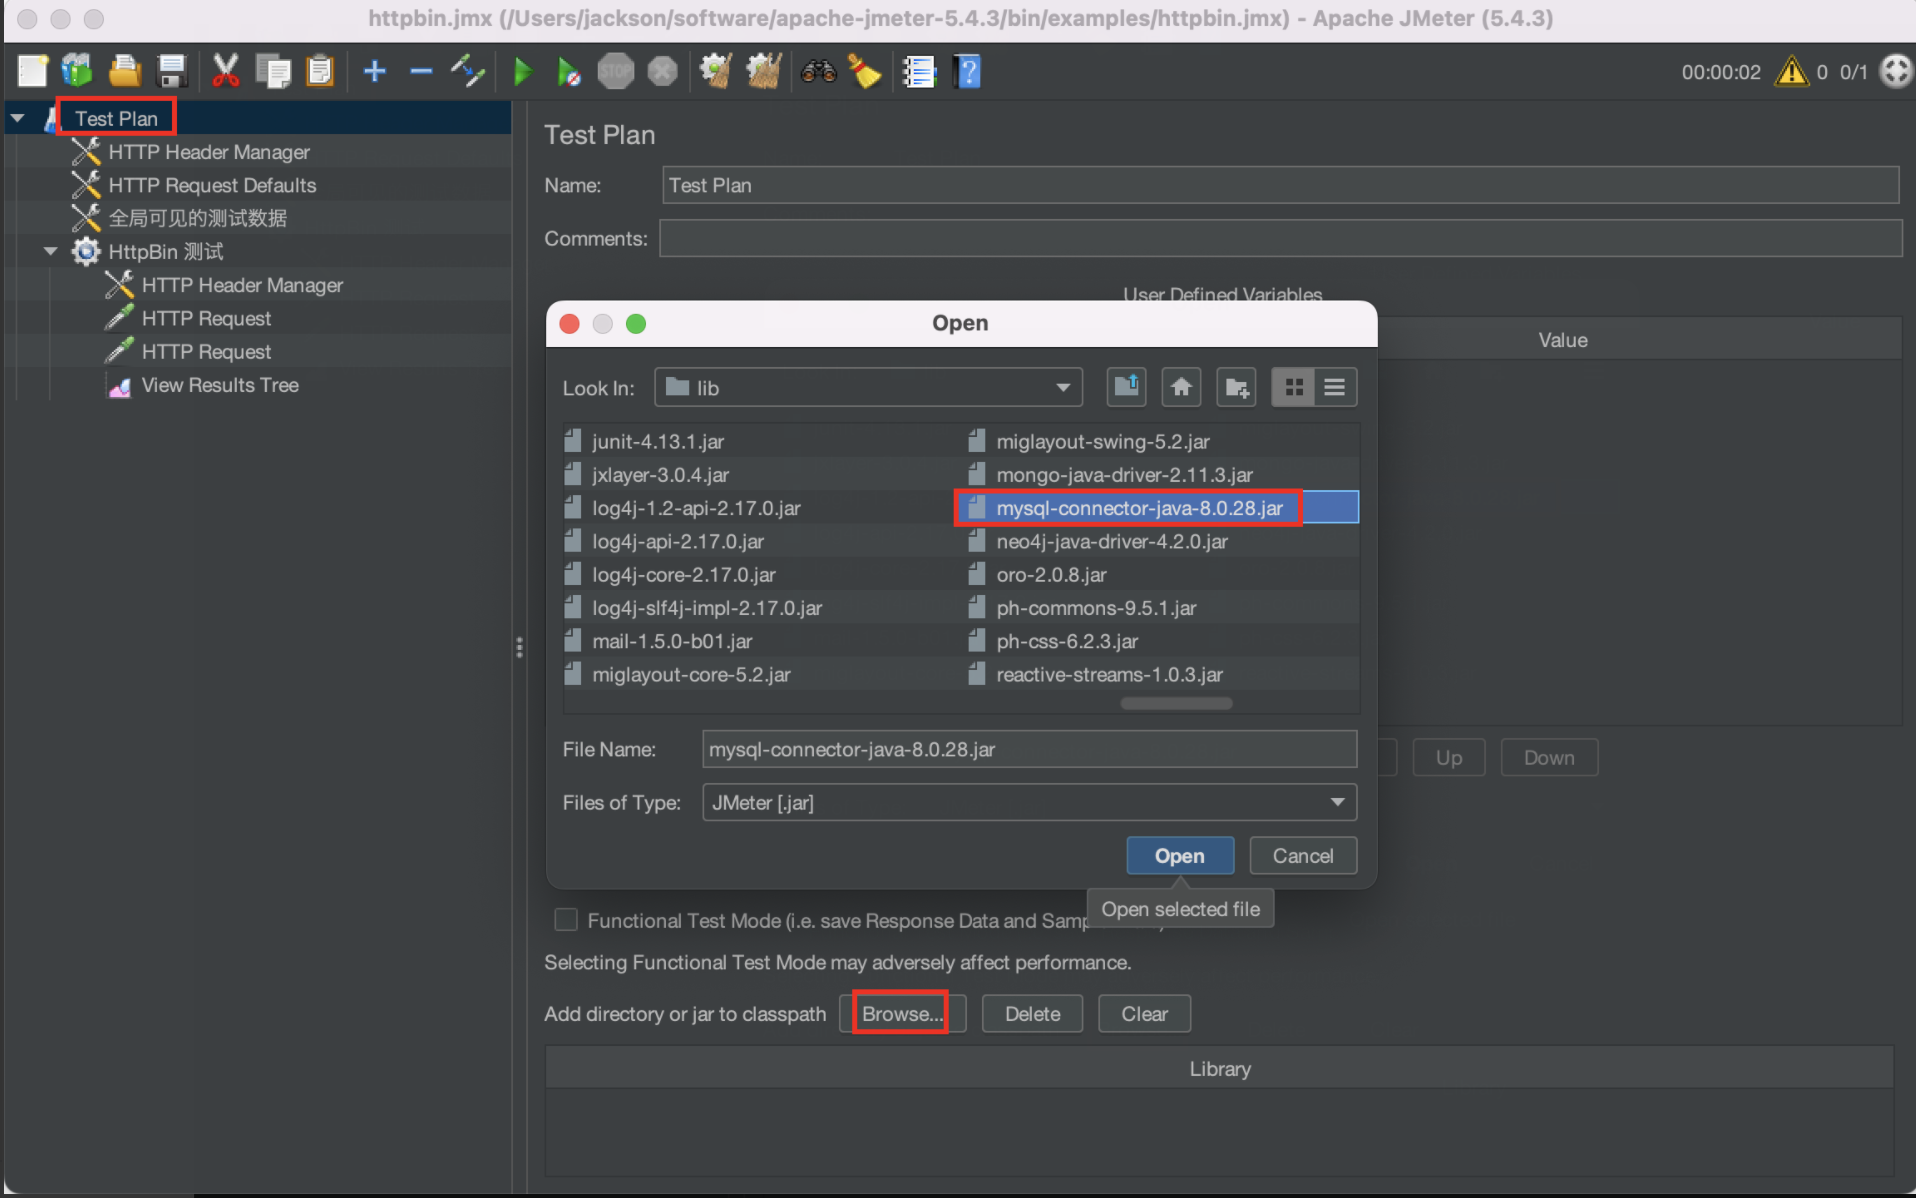 httpbin.jmx (/Users/jackson/software/apache-jmeter-5.4.3/bin/examples/httpbin.jmx) - Apache JMeter (5.4.3)
STOP
?
00:00:02
0 0/1
Test Plan
HTTP Header Manager
HTTP Request Defaults
全局可见的测试数据
HttpBin 测试
HTTP Header Manager
HTTP Request
HTTP Request
View Results Tree
Test Plan
Name: Test Plan
Comments:
User Defined Variables
Value
Open
Look In: lib
junit-4.13.1.jar
jxlayer-3.0.4.jar
log4j-1.2-api-2.17.0.jar
log4j-api-2.17.0.jar
log4j-core-2.17.0.jar
log4j-slf4j-impl-2.17.0.jar
mail-1.5.0-b01.jar
miglayout-core-5.2.jar
miglayout-swing-5.2.jar
mongo-java-driver-2.11.3.jar
mysql-connector-java-8.0.28.jar
neo4j-java-driver-4.2.0.jar
oro-2.0.8.jar
ph-commons-9.5.1.jar
ph-css-6.2.3.jar
reactive-streams-1.0.3.jar
File Name: mysql-connector-java-8.0.28.jar
Files of Type: JMeter [.jar]
Open Cancel
Open selected file
Up Down
Functional Test Mode (i.e. save Response Data and
Selecting Functional Test Mode may adversely affect performance.
Add directory or jar to classpath Browse... Delete Clear
Library